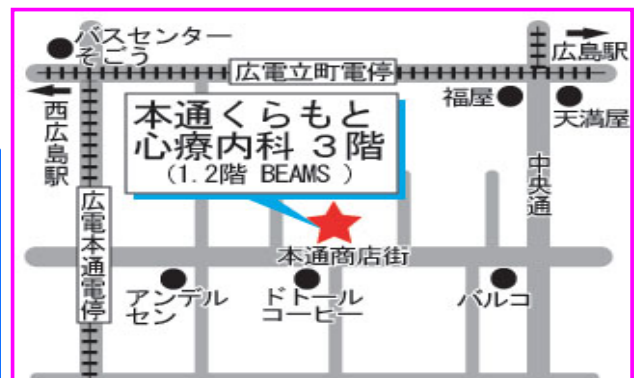 バスセンター
そごう
広島駅
広電立町電停
西広島駅
福屋
天満屋
本通くらもと
心療内科 3階
(1.2階 BEAMS )
中央通
広電本通電停
本通商店街
アンデル
セン
ドトール
コーヒー
バルコ